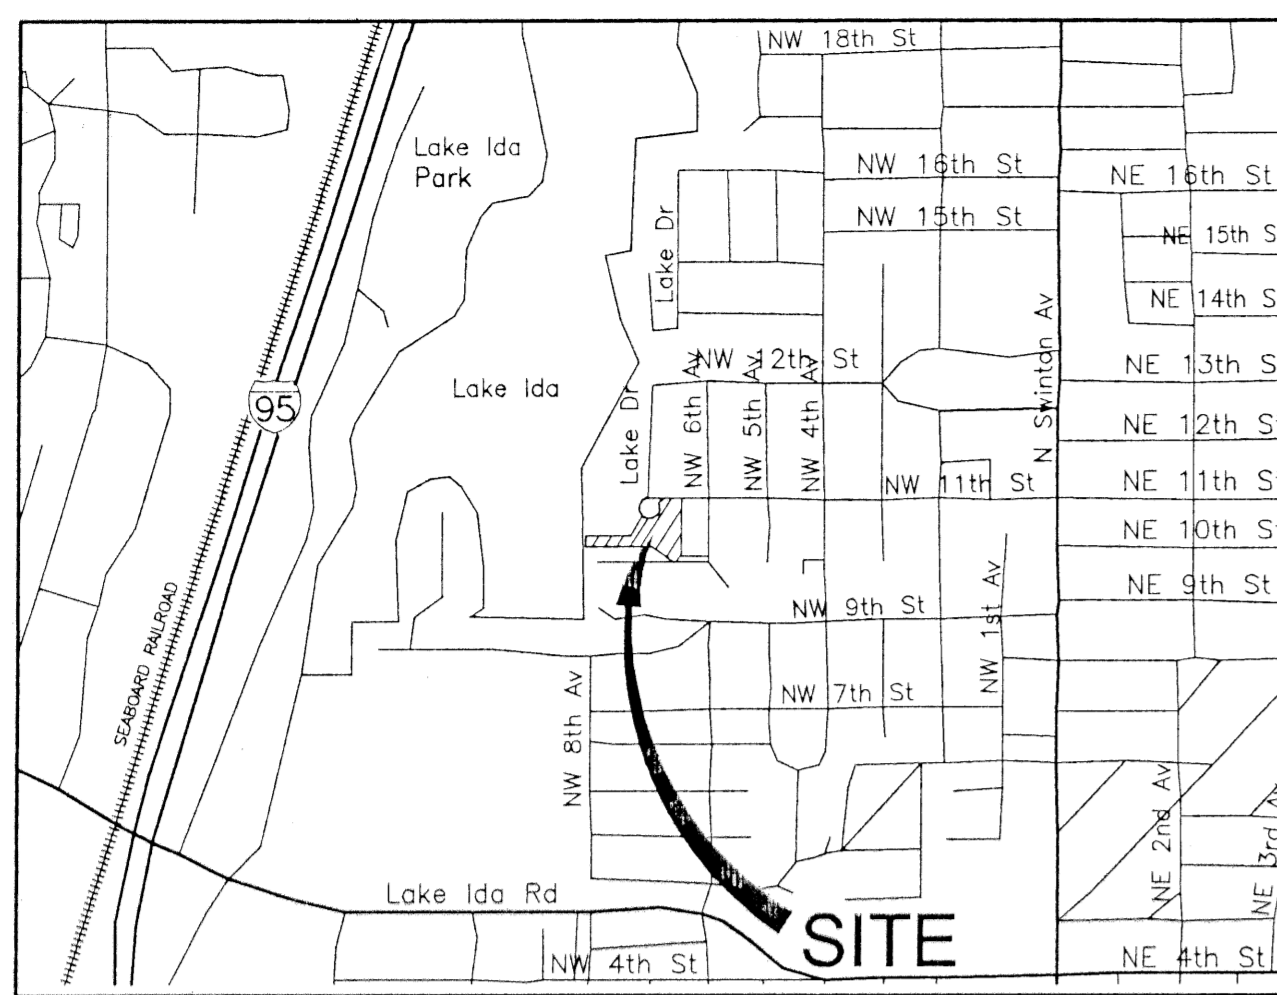 NW 18th St
Lake Ida
Park
NW 16th St
NE 16th St
NW 15th St
NE 15th S
Lake Dr
NE 14th S
N Swinton Av
NW 12th St
NE 13th S
95
Lake Ida
Lake Dr
NW 6th Av
NW 5th Av
NW 4th Av
NE 12th St
NW 11th St
NE 11th St
NE 10th St
NE 9th St
NW 9th St
NW 1st Av
SEABOARD RAILROAD
NW 7th St
NW 8th Av
NE 2nd Av
NE 3rd Av
Lake Ida Rd
SITE
NW 4th St
NE 4th St